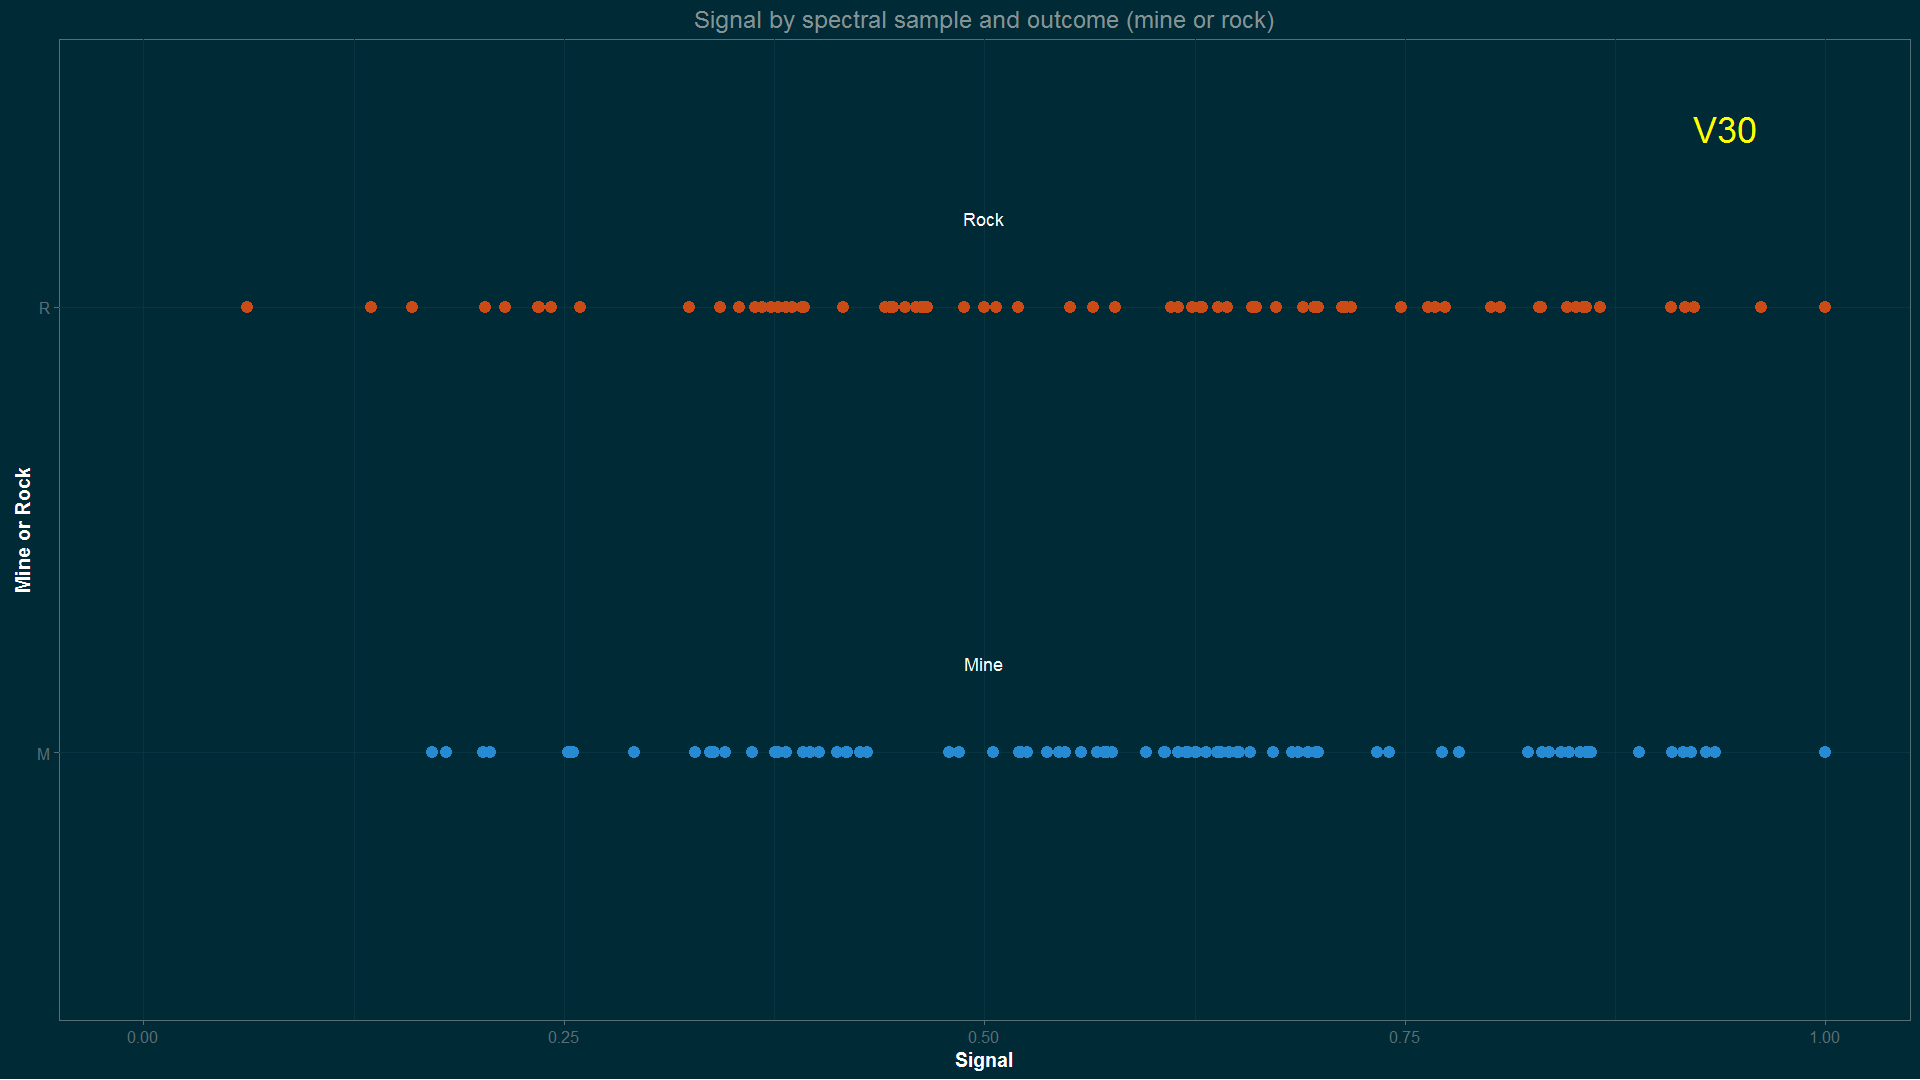 Signal by spectral sample and outcome (mine or rock)
V30
Rock
R
Mine or Rock
Mine
M
0.00 0.25 0.50 0.75 1.00
Signal